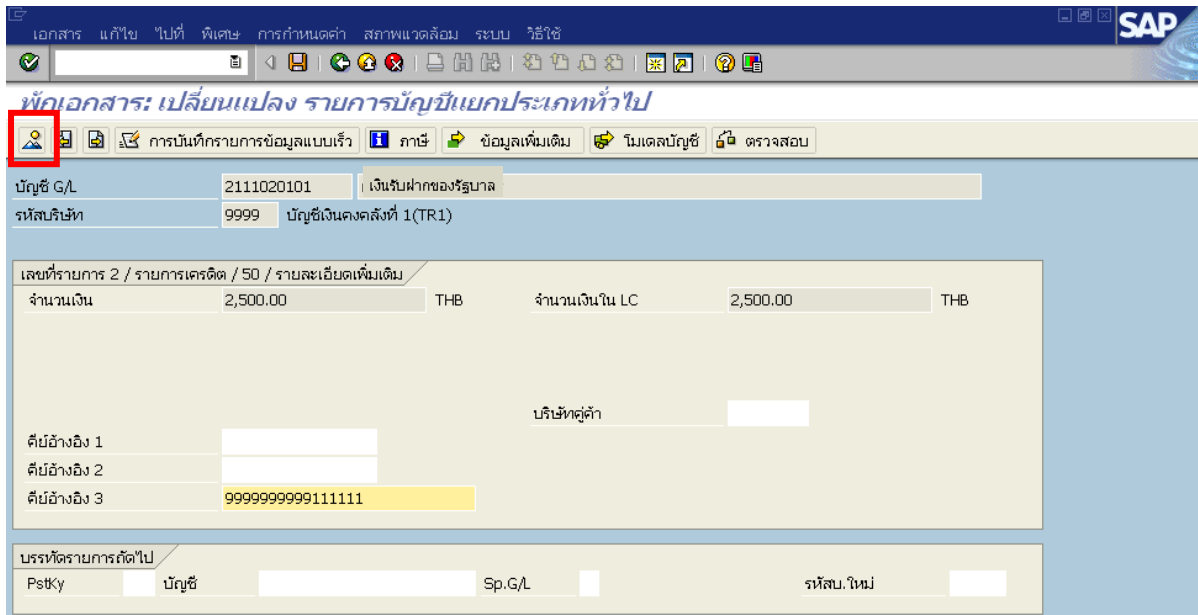 เอกสาร แก้ไข ไปที่ พิเศษ การกำหนดค่า สภาพแวดล้อม ระบบ วิธีใช้
SAP
พักเอกสาร: เปลี่ยนแปลง รายการบัญชีแยกประเภททั่วไป
การบันทึกรายการข้อมูลแบบเร็ว ภาษี ข้อมูลเพิ่มเติม โมเดลบัญชี ตรวจสอบ
บัญชี G/L 2111020101 เงินรับฝากของรัฐบาล
รหัสบริษัท 9999 บัญชีเงินคงคลังที่ 1(TR1)
เลขที่รายการ 2 / รายการเครดิต / 50 / รายละเอียดเพิ่มเติม
จำนวนเงิน 2,500.00 THB จำนวนเงินใน LC 2,500.00 THB
บริษัทคู่ค้า
คีย์อ้างอิง 1
คีย์อ้างอิง 2
คีย์อ้างอิง 3 9999999999111111
บรรทัดรายการถัดไป
PstKy บัญชี Sp.G/L รหัสบ.ใหม่